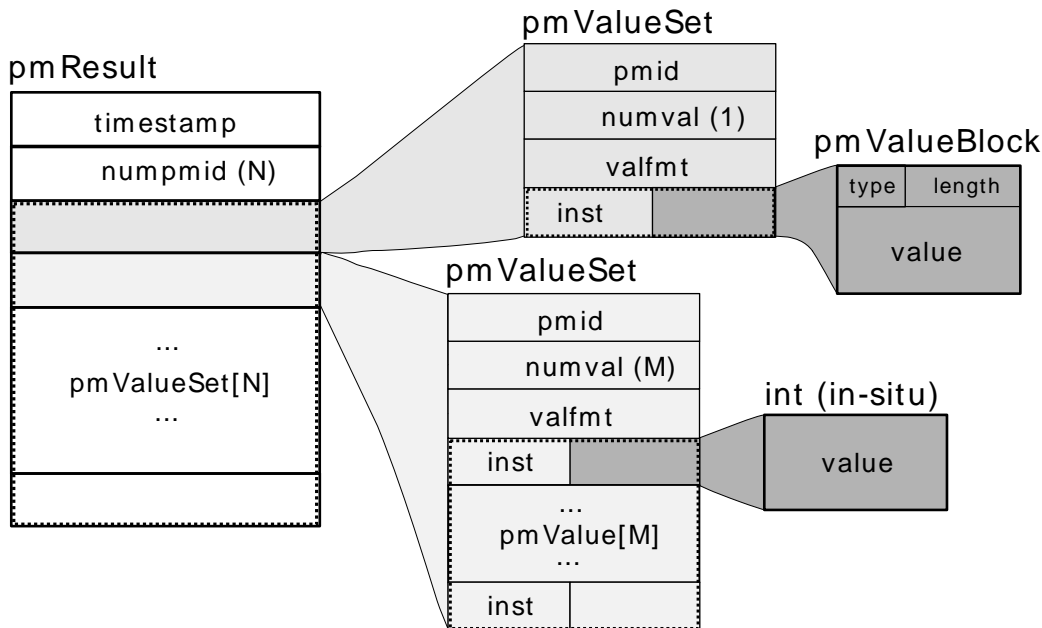 pmResult
timestamp
numpmid (N)
...
pmValueSet[N]
...
pmValueSet
pmid
numval (1)
valfmt
inst
pmValueBlock
type length
value
pmValueSet
pmid
numval (M)
valfmt
inst
...
pmValue[M]
...
inst
int (in-situ)
value